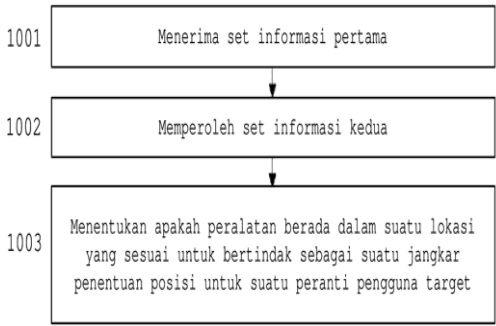 1001
Menerima set informasi pertama
1002
Memperoleh set informasi kedua
1003
Menentukan apakah peralatan berada dalam suatu lokasi
yang sesuai untuk bertindak sebagai suatu jangkar
penentuan posisi untuk suatu peranti pengguna target